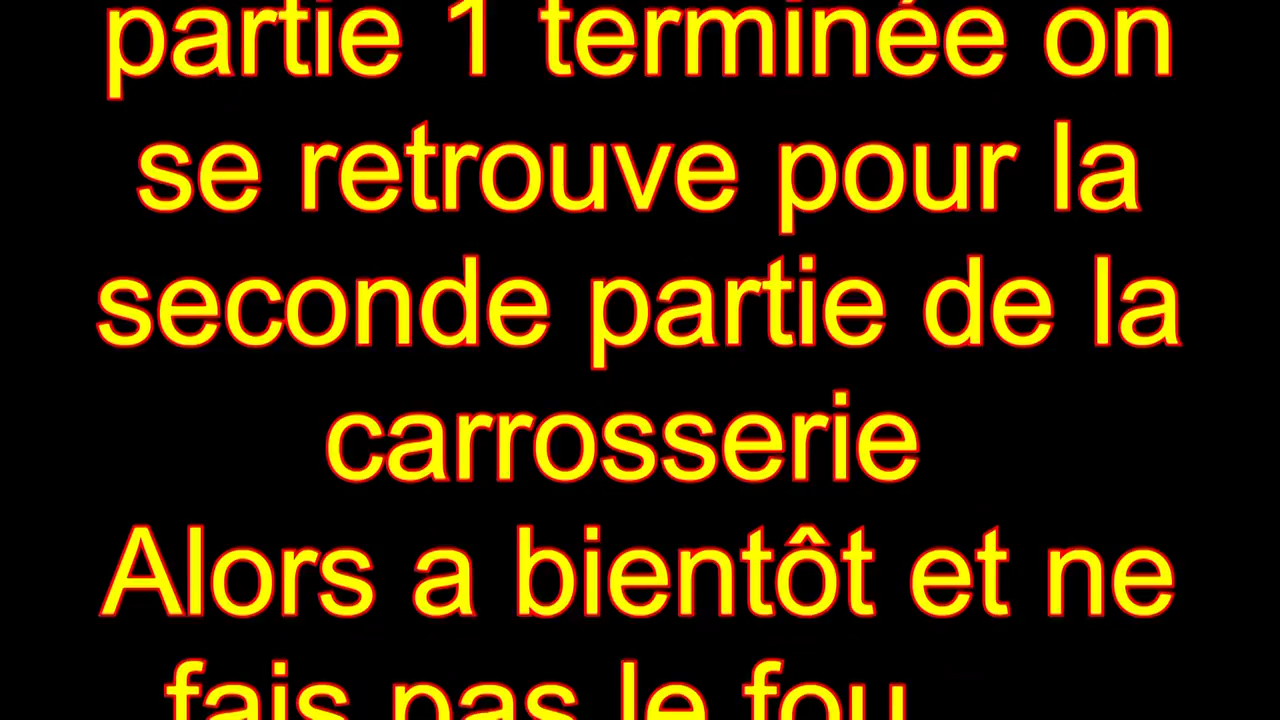 partie 1 terminée on
se retrouve pour la
seconde partie de la
carrosserie
Alors a bientôt et ne
fais pas le fou